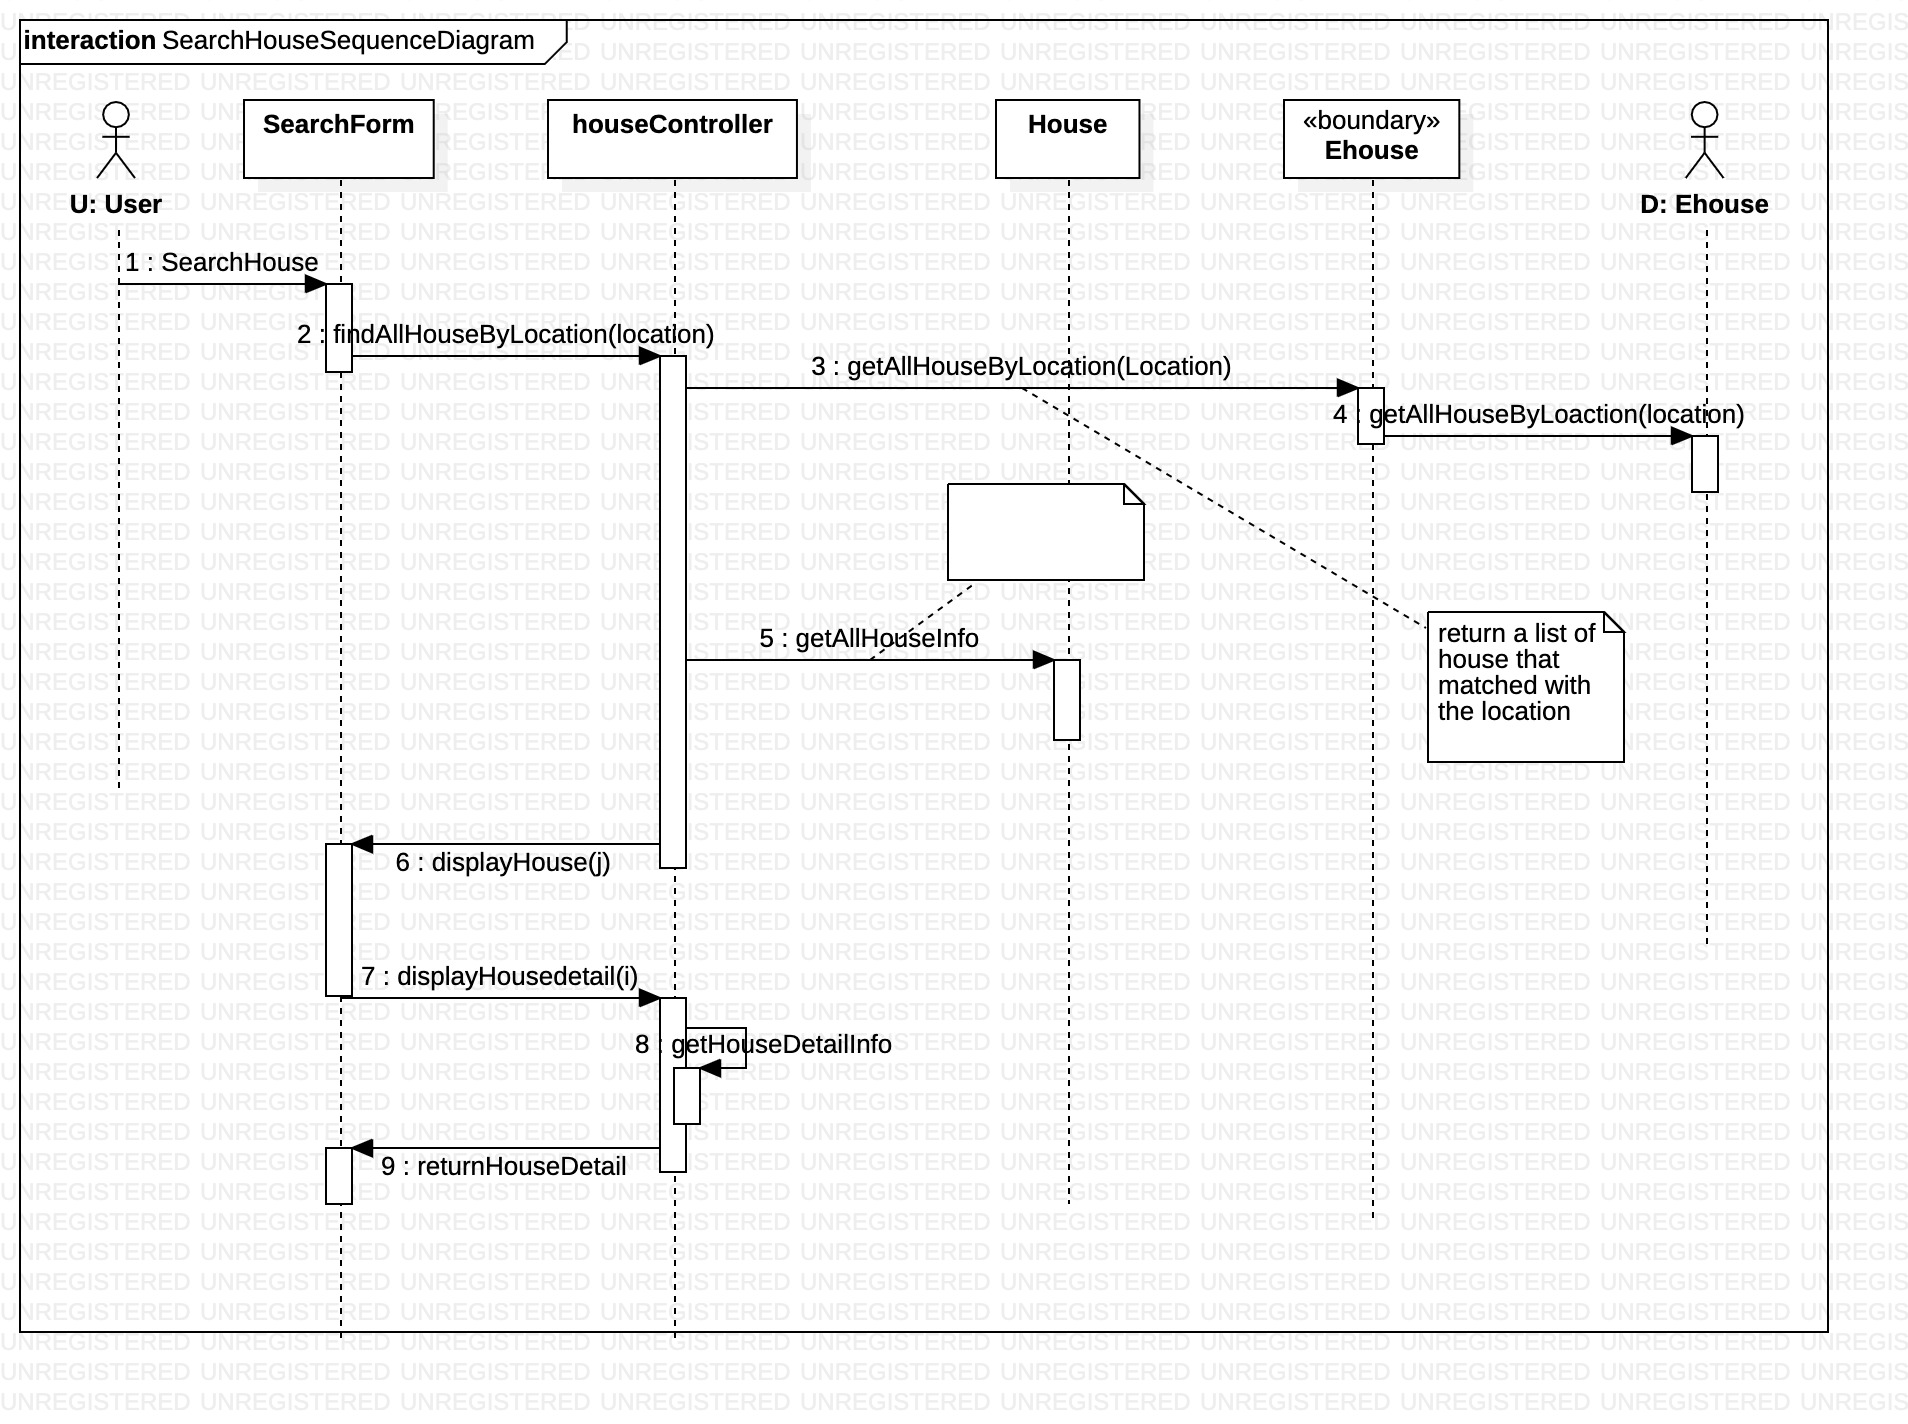 interaction SearchHouseSequenceDiagram
SearchForm
houseController
House
«boundary»
Ehouse
U: User
D: Ehouse
1 : SearchHouse
2 : findAllHouseByLocation(location)
3 : getAllHouseByLocation(Location)
4 : getAllHouseByLoaction(location)
5 : getAllHouseInfo
return a list of
house that
matched with
the location
6 : displayHouse(j)
7 : displayHousedetail(i)
8 : getHouseDetailInfo
9 : returnHouseDetail
UNREGISTERED